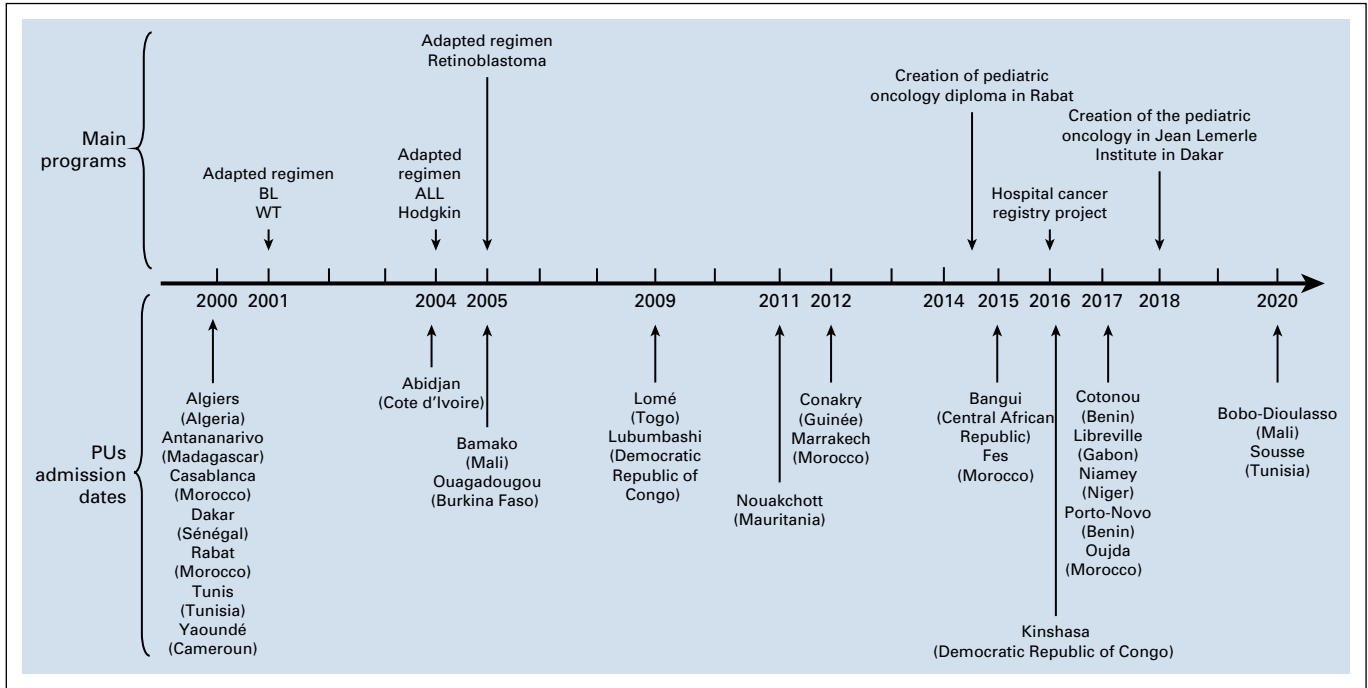 Main
programs
Adapted regimen
BL
WT
Adapted
regimen
ALL
Hodgkin
Adapted regimen
Retinoblastoma
Creation of pediatric
oncology diploma in Rabat
Hospital cancer
registry project
Creation of the pediatric
oncology in Jean Lemerle
Institute in Dakar
2000 2001 2004 2005 2009 2011 2012 2014 2015 2016 2017 2018 2020
PUs
admission
dates
Algiers
(Algeria)
Antananarivo
(Madagascar)
Casablanca
(Morocco)
Dakar
(Sénégal)
Rabat
(Morocco)
Tunis
(Tunisia)
Yaoundé
(Cameroun)
Abidjan
(Cote d'Ivoire)
Bamako
(Mali)
Ouagadougou
(Burkina Faso)
Lomé
(Togo)
Lubumbashi
(Democratic
Republic of
Congo)
Nouakchott
(Mauritania)
Conakry
(Guinée)
Marrakech
(Morocco)
Bangui
(Central African
Republic)
Fes
(Morocco)
Kinshasa
(Democratic Republic of Congo)
Cotonou
(Benin)
Libreville
(Gabon)
Niamey
(Niger)
Porto-Novo
(Benin)
Oujda
(Morocco)
Bobo-Dioulasso
(Mali)
Sousse
(Tunisia)